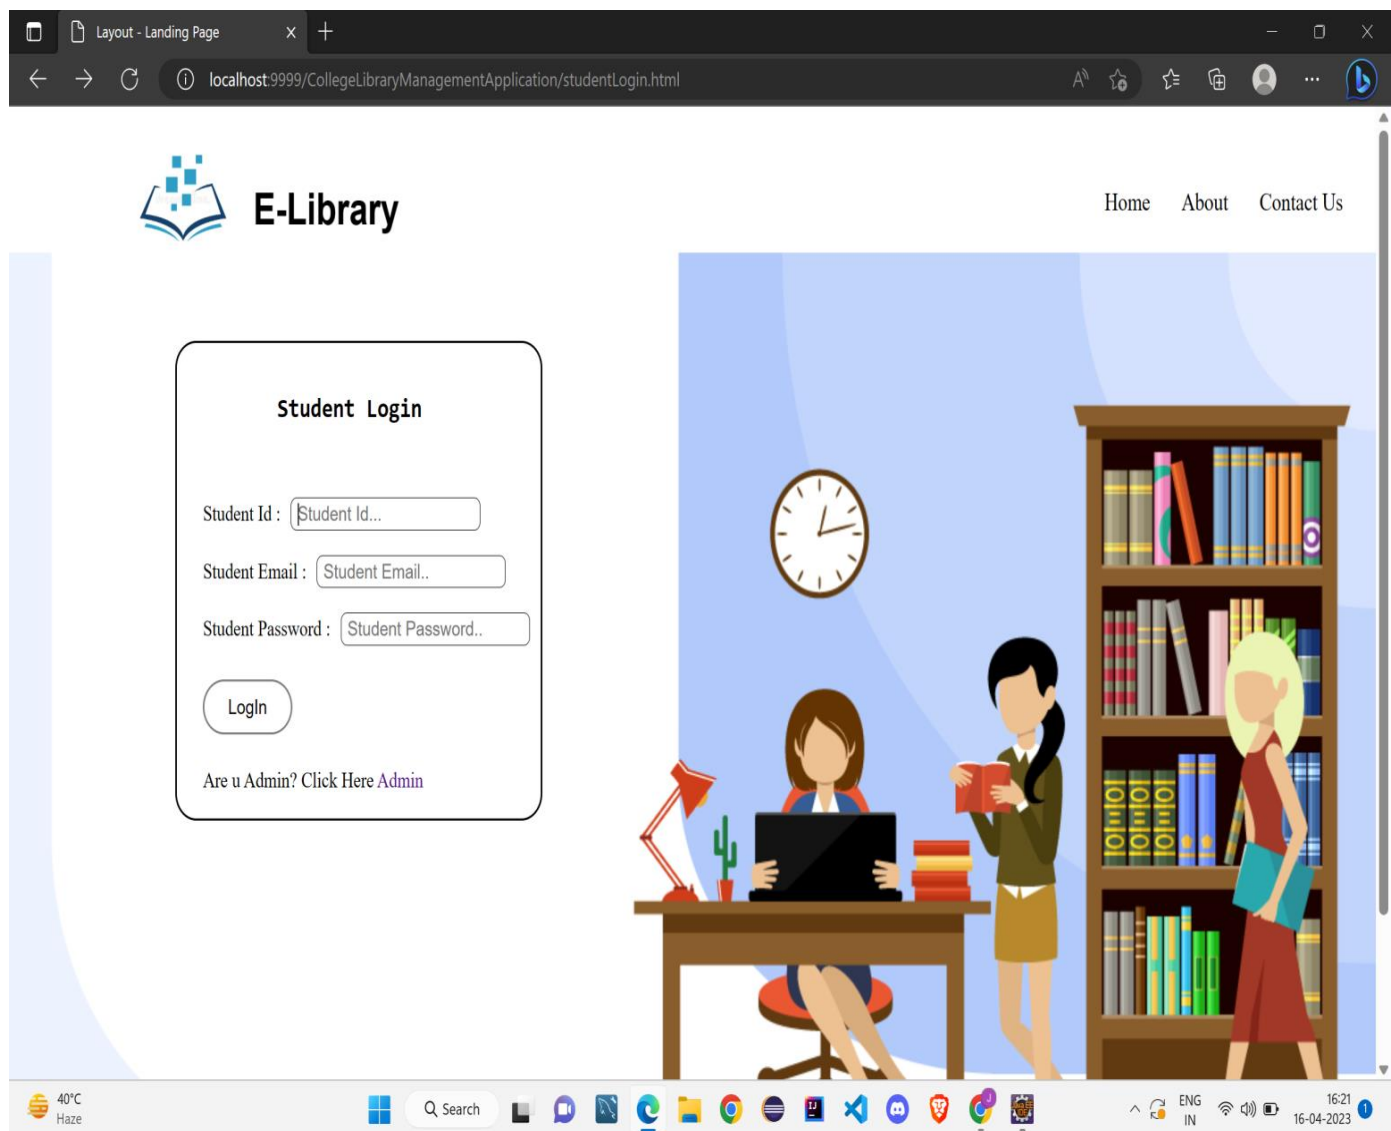 Layout - Landing Page
localhost:9999/CollegeLibraryManagementApplication/studentLogin.html
E-Library
Home About Contact Us
Student Login
Student Id : Student Id...
Student Email : Student Email..
Student Password : Student Password..
LogIn
Are u Admin? Click Here Admin
40°C
Haze
Search
ENG
IN
16:21
16-04-2023
1